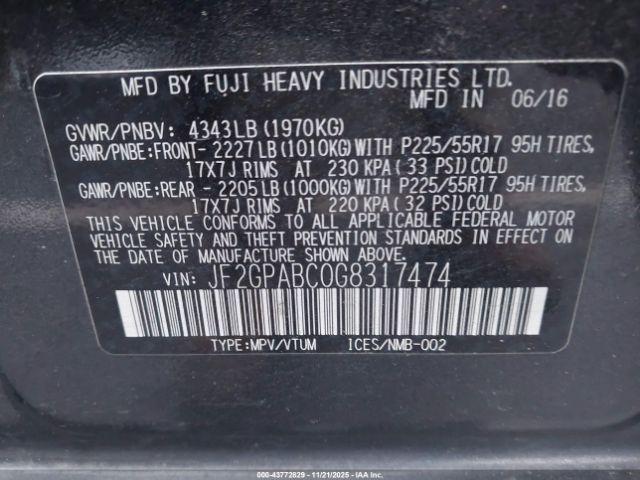 MFD BY FUJI HEAVY INDUSTRIES LTD.
MFD IN 06/16
GVWR/PNBV: 4343LB(1970KG)
GAWR/PNBE:FRONT- 2227LB(1010KG)WITH P225/55R17 95H TIRES,
17X7J RIMS AT 230 KPA(33 PSI)COLD
GAWR/PNBE:REAR - 2205LB(1000KG)WITH P225/55R17 95H TIRES,
17X7J RIMS AT 220 KPA(32 PSI)COLD
THIS VEHICLE CONFORMS TO ALL APPLICABLE FEDERAL MOTOR
VEHICLE SAFETY AND THEFT PREVENTION STANDARDS IN EFFECT ON
THE DATE OF MANUFACTURE SHOWN ABOVE.
VIN: JF2GPABC0G8317474
TYPE:MPV/VTUM ICES/NMB-002
000-43772829 - 11/21/2025 - IAAI.com